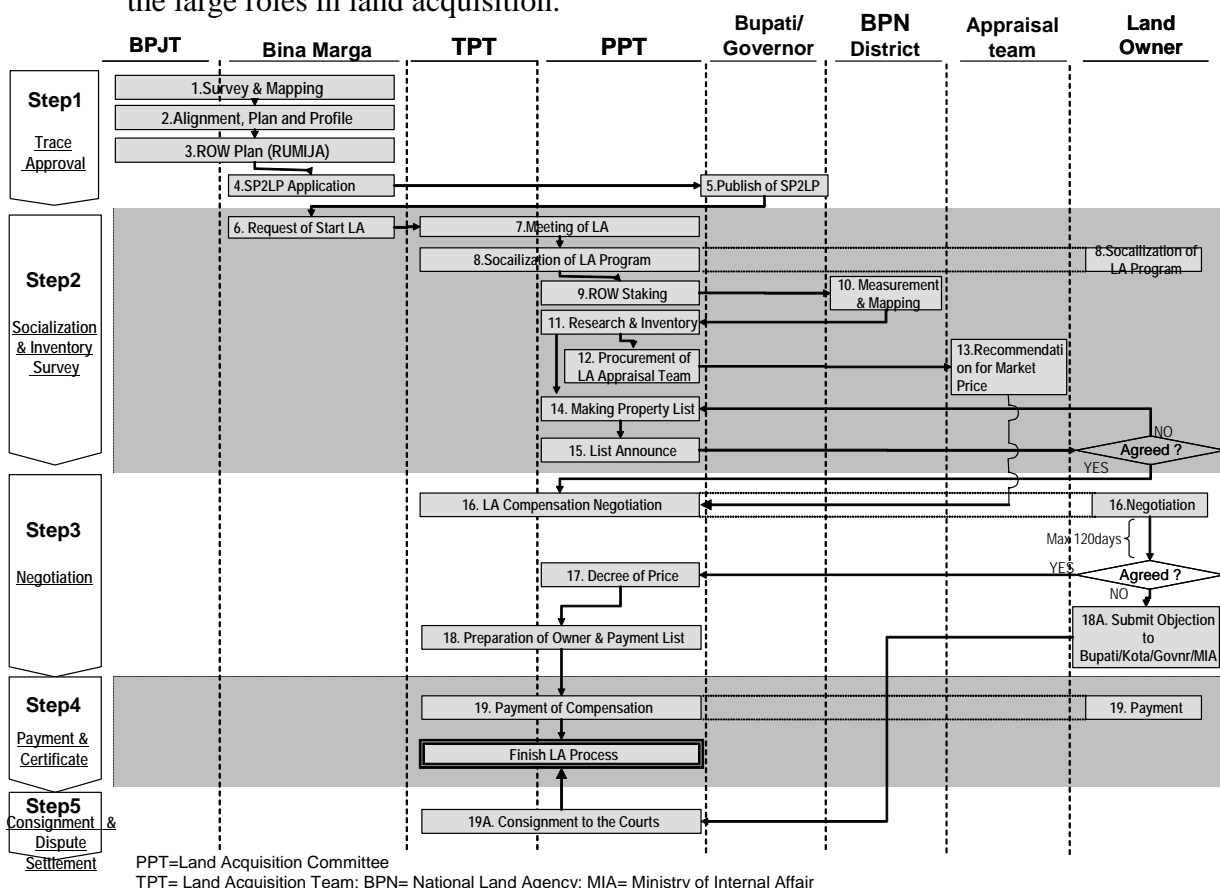 the large roles in land acquisition.
BPJT
Bina Marga
TPT
PPT
Bupati/
Governor
BPN
District
Appraisal
team
Land
Owner
Step1
Trace
Approval
1.Survey & Mapping
2.Alignment, Plan and Profile
3.ROW Plan (RUMIJA)
4.SP2LP Application
5.Publish of SP2LP
Step2
Socialization
& Inventory
Survey
6. Request of Start LA
7.Meeting of LA
8.Socailization of LA Program
8.Socailization of
LA Program
9.ROW Staking
10. Measurement
& Mapping
11. Research & Inventory
12. Procurement of
LA Appraisal Team
13.Recommendati
on for Market
Price
14. Making Property List
NO
15. List Announce
Agreed ?
YES
Step3
Negotiation
16. LA Compensation Negotiation
16.Negotiation
Max 120days
17. Decree of Price
YES
Agreed ?
NO
18. Preparation of Owner & Payment List
18A. Submit Objection
to
Bupati/Kota/Govnr/MIA
Step4
Payment &
Certificate
19. Payment of Compensation
19. Payment
Finish LA Process
Step5
Consignment &
Dispute
Settlement
19A. Consignment to the Courts
PPT=Land Acquisition Committee
TPT= Land Acquisition Team; BPN= National Land Agency; MIA= Ministry of Internal Affair